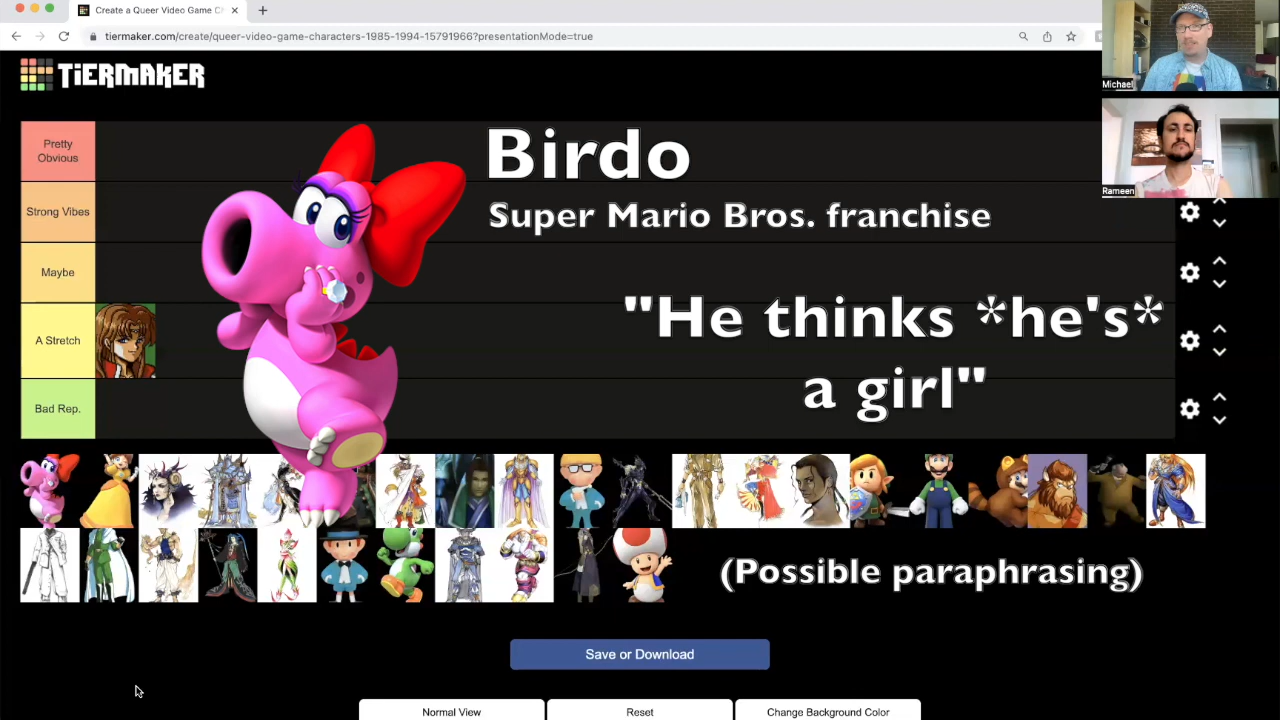 Create a Queer Video Game Ch
tiermaker.com/create/queer-video-game-characters-1985-1994-15791966?presentationMode=true
TiERMAKER
Michael
Rameen
Pretty
Obvious
Strong Vibes
Maybe
A Stretch
Bad Rep.
Birdo
Super Mario Bros. franchise
"He thinks *he's*
a girl"
(Possible paraphrasing)
Save or Download
Normal View
Reset
Change Background Color